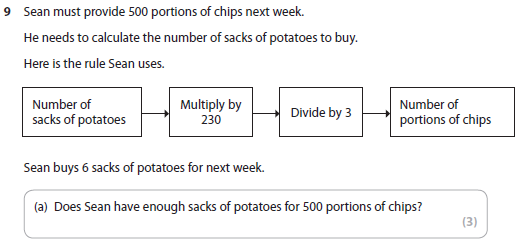 9 Sean must provide 500 portions of chips next week.
He needs to calculate the number of sacks of potatoes to buy.
Here is the rule Sean uses.
Number of
sacks of potatoes
Multiply by
230
Divide by 3
Number of
portions of chips
Sean buys 6 sacks of potatoes for next week.
(a) Does Sean have enough sacks of potatoes for 500 portions of chips?
(3)